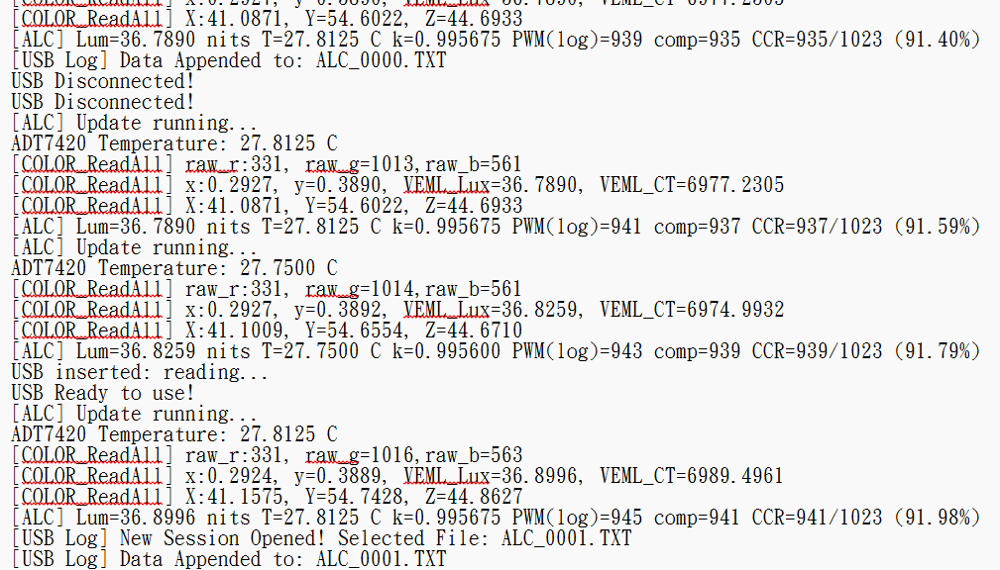 [COLOR_ReadAll] x:0.2927, y=0.3890, VEML_Lux=36.7890, VEML_CT=6977.2305
[COLOR_ReadAll] X:41.0871, Y=54.6022, Z=44.6933
[ALC] Lum=36.7890 nits T=27.8125 C k=0.995675 PWM(log)=939 comp=935 CCR=935/1023 (91.40%)
[USB Log] Data Appended to: ALC_0000.TXT
USB Disconnected!
USB Disconnected!
[ALC] Update running...
ADT7420 Temperature: 27.8125 C
[COLOR_ReadAll] raw_r:331, raw_g=1013,raw_b=561
[COLOR_ReadAll] x:0.2927, y=0.3890, VEML_Lux=36.7890, VEML_CT=6977.2305
[COLOR_ReadAll] X:41.0871, Y=54.6022, Z=44.6933
[ALC] Lum=36.7890 nits T=27.8125 C k=0.995675 PWM(log)=941 comp=937 CCR=937/1023 (91.59%)
[ALC] Update running...
ADT7420 Temperature: 27.7500 C
[COLOR_ReadAll] raw_r:331, raw_g=1014,raw_b=561
[COLOR_ReadAll] x:0.2927, y=0.3892, VEML_Lux=36.8259, VEML_CT=6974.9932
[COLOR_ReadAll] X:41.1009, Y=54.6554, Z=44.6710
[ALC] Lum=36.8259 nits T=27.7500 C k=0.995600 PWM(log)=943 comp=939 CCR=939/1023 (91.79%)
USB inserted: reading...
USB Ready to use!
[ALC] Update running...
ADT7420 Temperature: 27.8125 C
[COLOR_ReadAll] raw_r:331, raw_g=1016,raw_b=563
[COLOR_ReadAll] x:0.2924, y=0.3889, VEML_Lux=36.8996, VEML_CT=6989.4961
[COLOR_ReadAll] X:41.1575, Y=54.7428, Z=44.8627
[ALC] Lum=36.8996 nits T=27.8125 C k=0.995675 PWM(log)=945 comp=941 CCR=941/1023 (91.98%)
[USB Log] New Session Opened! Selected File: ALC_0001.TXT
[USB Log] Data Appended to: ALC_0001.TXT